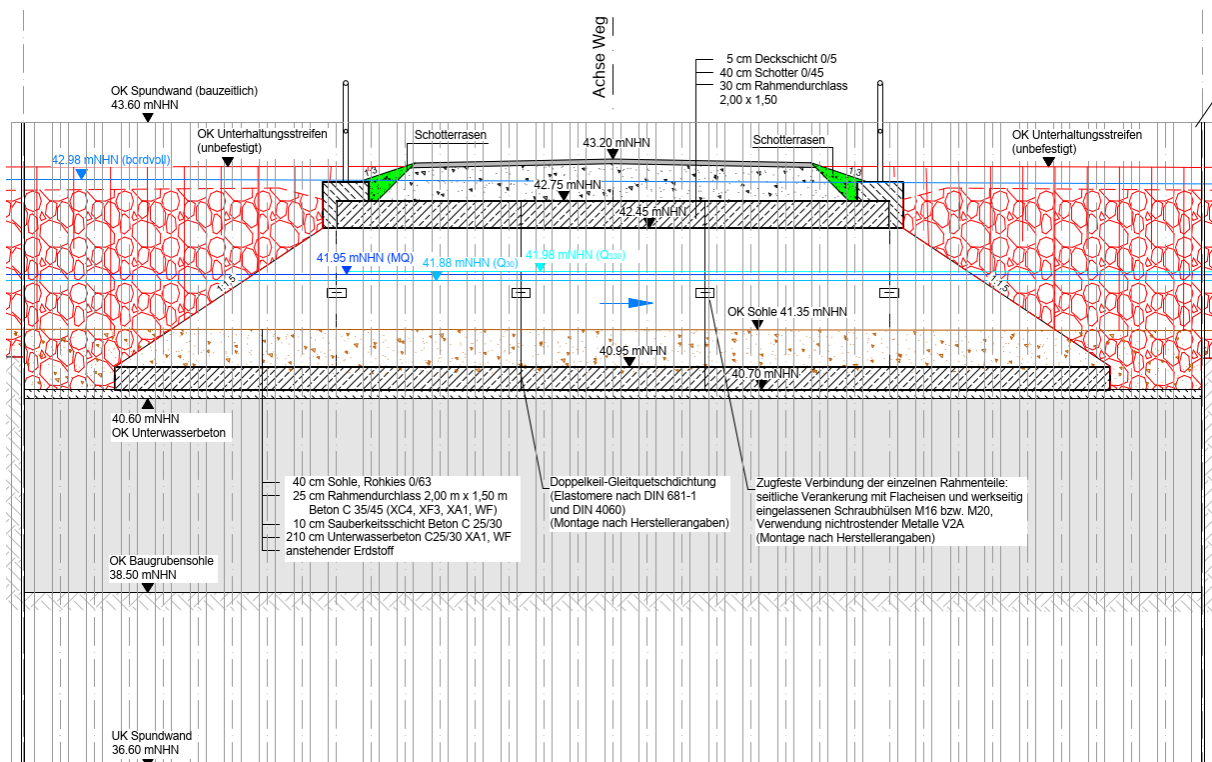 Achse Weg
5 cm Deckschicht 0/5
40 cm Schotter 0/45
30 cm Rahmendurchlass
2,00 x 1,50
OK Spundwand (bauzeitlich)
43.60 mNHN
OK Unterhaltungsstreifen
(unbefestigt)
Schotterrasen
43.20 mNHN
Schotterrasen
OK Unterhaltungsstreifen
(unbefestigt)
42.98 mNHN (bordvoll)
1:3
1:3
42.75 mNHN
42.45 mNHN
41.95 mNHN (MQ)
41.88 mNHN (Q30)
41.98 mNHN (Q330)
1:1,5
1:1,5
OK Sohle 41.35 mNHN
40.95 mNHN
40.70 mNHN
40.60 mNHN
OK Unterwasserbeton
40 cm Sohle, Rohkies 0/63
25 cm Rahmendurchlass 2,00 m x 1,50 m
Beton C 35/45 (XC4, XF3, XA1, WF)
10 cm Sauberkeitsschicht Beton C 25/30
210 cm Unterwasserbeton C25/30 XA1, WF
anstehender Erdstoff
Doppelkeil-Gleitquetschdichtung
(Elastomere nach DIN 681-1
und DIN 4060)
(Montage nach Herstellerangaben)
Zugfeste Verbindung der einzelnen Rahmenteile:
seitliche Verankerung mit Flacheisen und werkseitig
eingelassenen Schraubhülsen M16 bzw. M20,
Verwendung nichtrostender Metalle V2A
(Montage nach Herstellerangaben)
OK Baugrubensohle
38.50 mNHN
UK Spundwand
36.60 mNHN